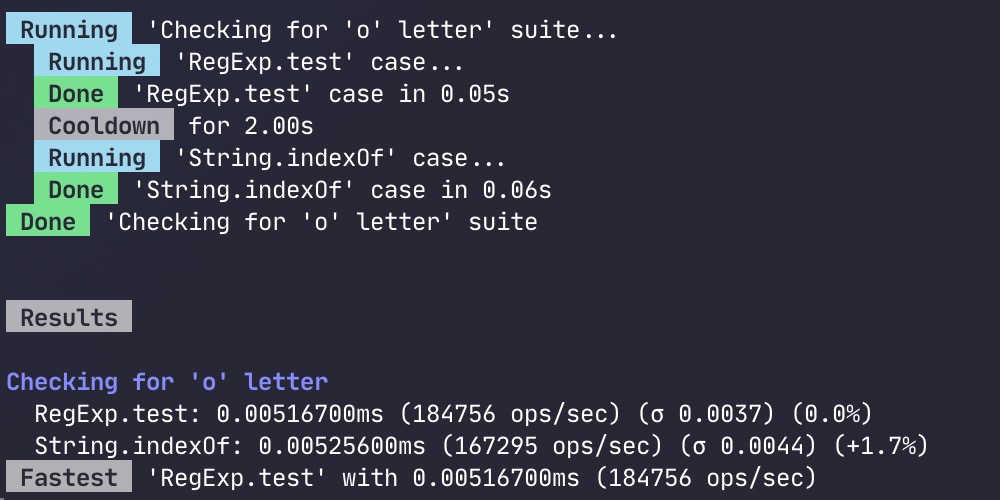 Running 'Checking for 'o' letter' suite...
Running 'RegExp.test' case...
Done 'RegExp.test' case in 0.05s
Cooldown for 2.00s
Running 'String.indexOf' case...
Done 'String.indexOf' case in 0.06s
Done 'Checking for 'o' letter' suite
Results
Checking for 'o' letter
RegExp.test: 0.00516700ms (184756 ops/sec) (σ 0.0037) (0.0%)
String.indexOf: 0.00525600ms (167295 ops/sec) (σ 0.0044) (+1.7%)
Fastest 'RegExp.test' with 0.00516700ms (184756 ops/sec)